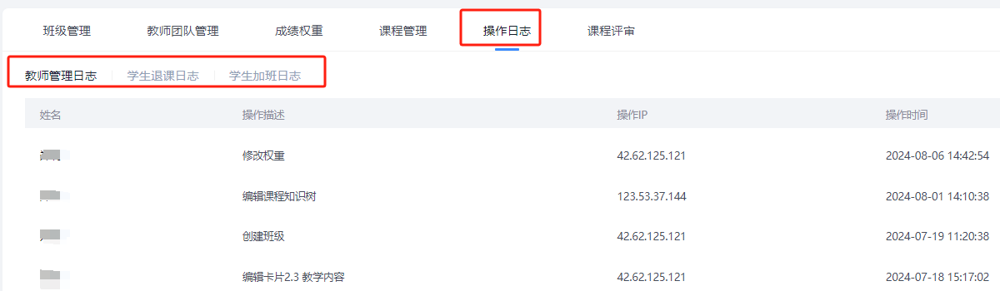 班级管理 教师团队管理 成绩权重 课程管理 操作日志 课程评审
教师管理日志 学生退课日志 学生加班日志
姓名 操作描述 操作IP 操作时间
修改权重 42.62.125.121 2024-08-06 14:42:54
编辑课程知识树 123.53.37.144 2024-08-01 14:10:38
创建班级 42.62.125.121 2024-07-19 11:20:38
编辑卡片2.3 教学内容 42.62.125.121 2024-07-18 15:17:02